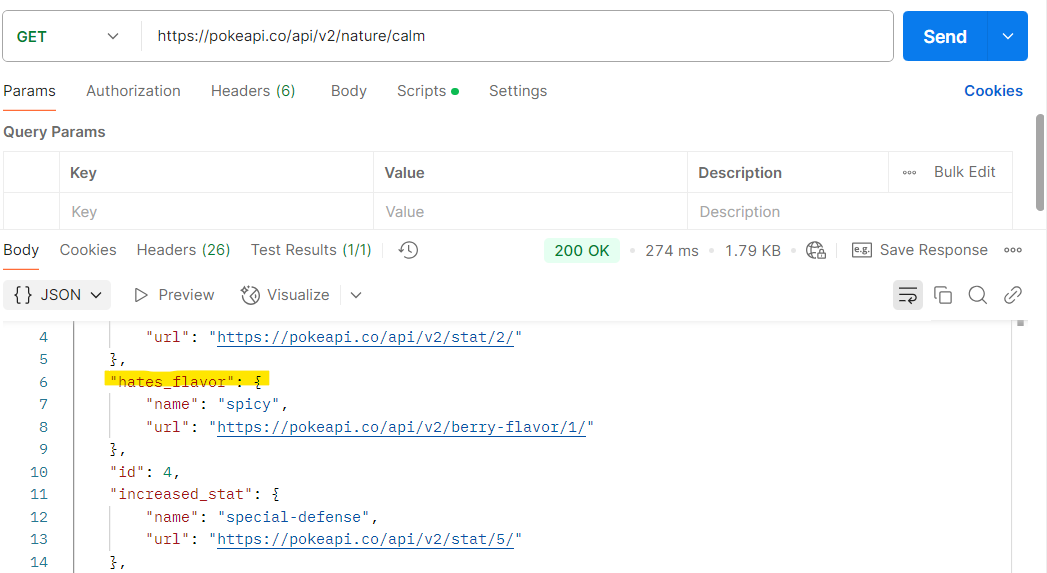 GET https://pokeapi.co/api/v2/nature/calm Send
Params Authorization Headers (6) Body Scripts Settings Cookies
Query Params
Key Value Description Bulk Edit
Key Value Description
Body Cookies Headers (26) Test Results (1/1) 200 OK 274 ms 1.79 KB e.g. Save Response
{} JSON Preview Visualize
4 "url": "https://pokeapi.co/api/v2/stat/2/"
5 },
6 "hates_flavor": {
7 "name": "spicy",
8 "url": "https://pokeapi.co/api/v2/berry-flavor/1/"
9 },
10 "id": 4,
11 "increased_stat": {
12 "name": "special-defense",
13 "url": "https://pokeapi.co/api/v2/stat/5/"
14 },